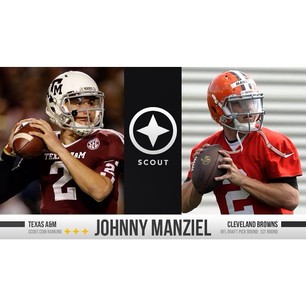 TEXAS A&M
2
2
SCOUT
TEXAS A&M
JOHNNY MANZIEL
CLEVELAND BROWNS
SCOUT.COM RANKING
NFL DRAFT PICK ROUND: 1ST ROUND